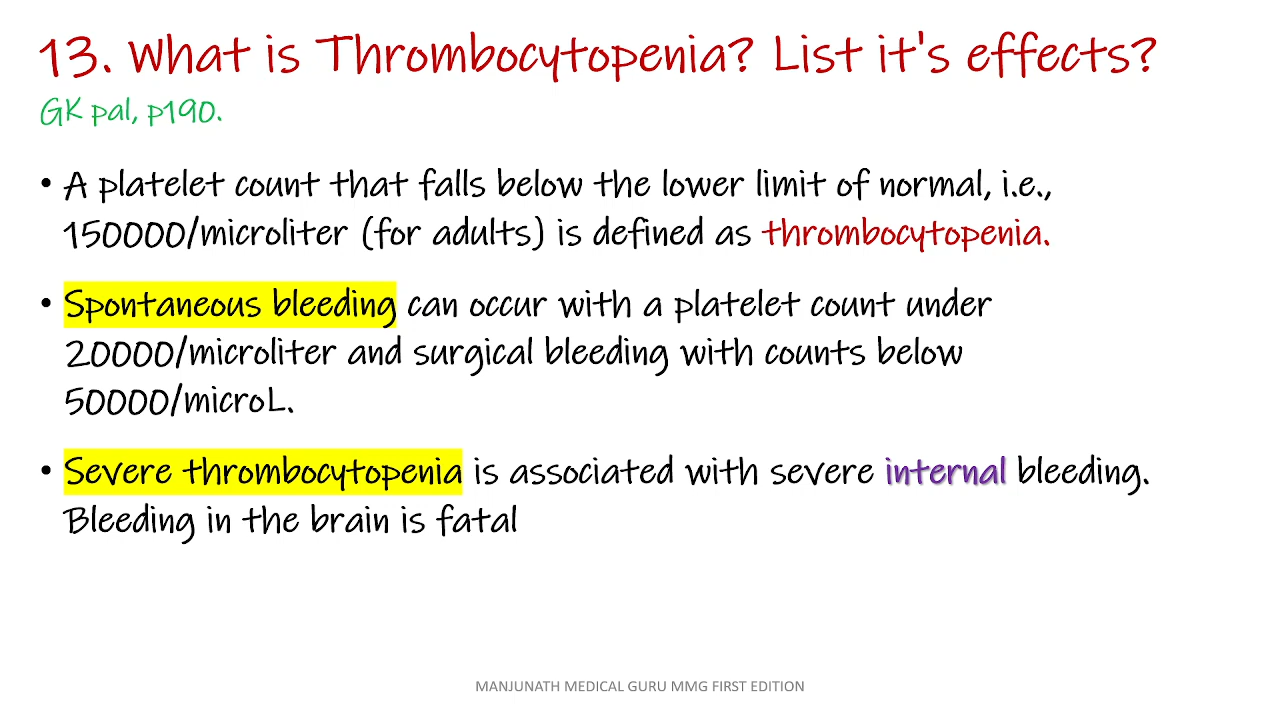 13. What is Thrombocytopenia? List it's effects?
GK pal, p190.
• A platelet count that falls below the lower limit of normal, i.e.,
150000/microliter (for adults) is defined as thrombocytopenia.
• Spontaneous bleeding can occur with a platelet count under
20000/microliter and surgical bleeding with counts below
50000/microL.
• Severe thrombocytopenia is associated with severe internal bleeding.
Bleeding in the brain is fatal
MANJUNATH MEDICAL GURU MMG FIRST EDITION